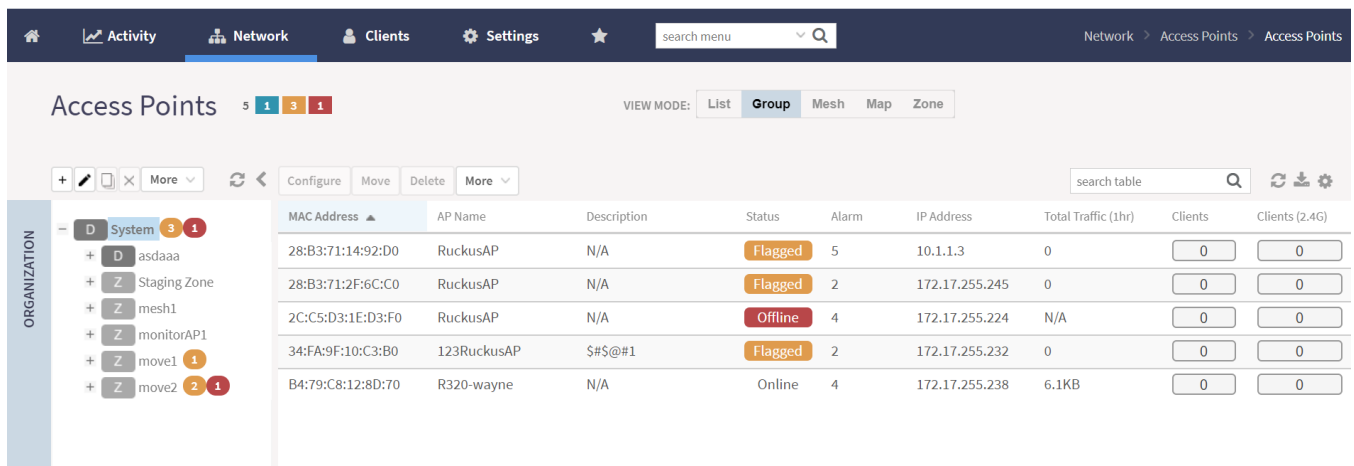 Activity Network Clients Settings search menu Network > Access Points > Access Points
Access Points 5 1 3 1 VIEW MODE: List Group Mesh Map Zone
+ More Configure Move Delete More search table
ORGANIZATION
− D System 3 1
+ D asdaaa
+ Z Staging Zone
+ Z mesh1
+ Z monitorAP1
+ Z move1 1
+ Z move2 2 1
MAC Address ▲ AP Name Description Status Alarm IP Address Total Traffic (1hr) Clients Clients (2.4G)
28:B3:71:14:92:D0 RuckusAP N/A Flagged 5 10.1.1.3 0 0 0
28:B3:71:2F:6C:C0 RuckusAP N/A Flagged 2 172.17.255.245 0 0 0
2C:C5:D3:1E:D3:F0 RuckusAP N/A Offline 4 172.17.255.224 N/A 0 0
34:FA:9F:10:C3:B0 123RuckusAP $#$@#1 Flagged 2 172.17.255.232 0 0 0
B4:79:C8:12:8D:70 R320-wayne N/A Online 4 172.17.255.238 6.1KB 0 0